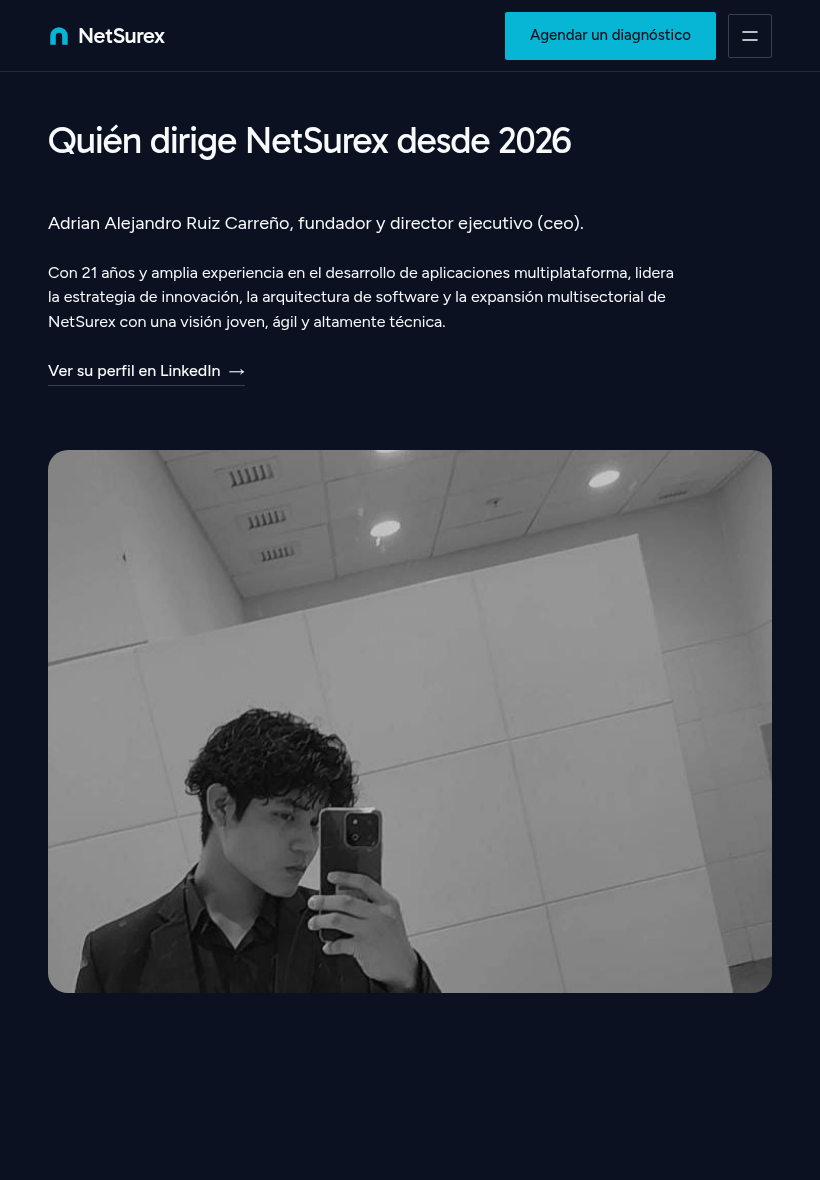 NetSurex
Agendar un diagnóstico
Quién dirige NetSurex desde 2026
Adrian Alejandro Ruiz Carreño, fundador y director ejecutivo (ceo).
Con 21 años y amplia experiencia en el desarrollo de aplicaciones multiplataforma, lidera
la estrategia de innovación, la arquitectura de software y la expansión multisectorial de
NetSurex con una visión joven, ágil y altamente técnica.
Ver su perfil en LinkedIn →